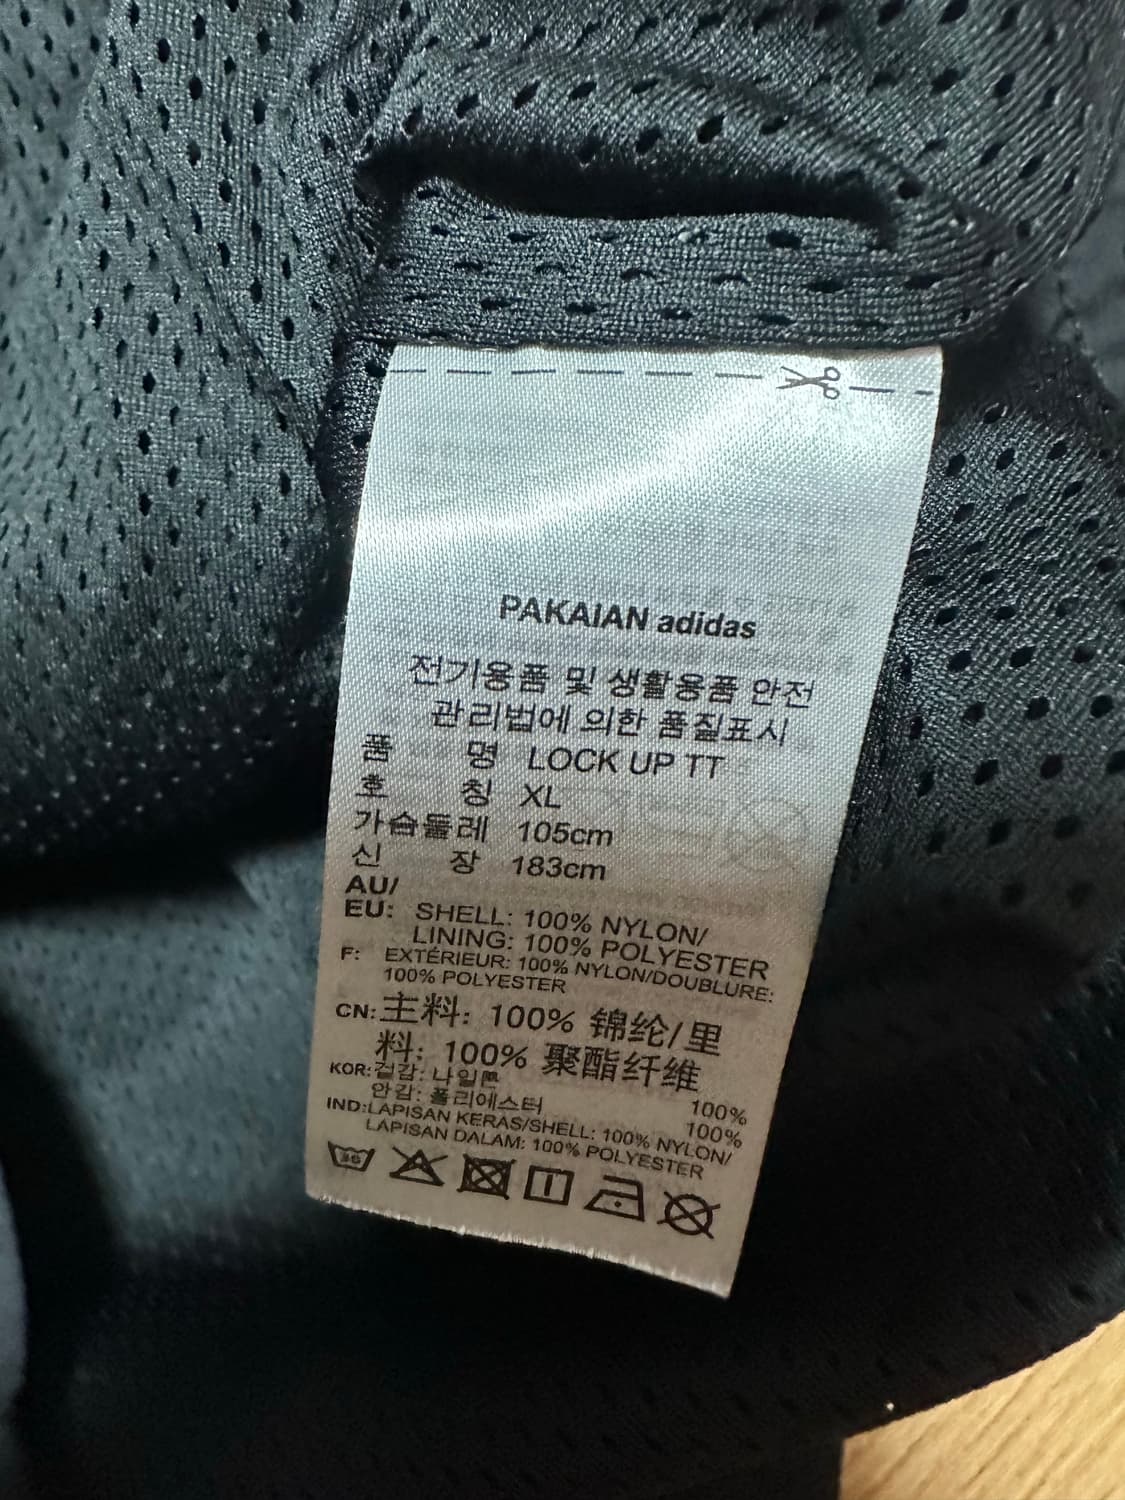 PAKAIAN adidas
전기용품 및 생활용품 안전
관리법에 의한 품질표시
품 명 LOCK UP TT
호 칭 XL
가슴둘레 105cm
신 장 183cm
AU/
EU: SHELL: 100% NYLON/
LINING: 100% POLYESTER
F: EXTÉRIEUR: 100% NYLON/DOUBLURE:
100% POLYESTER
CN: 主料: 100% 锦纶/里
料: 100% 聚酯纤维
KOR: 겉감: 나일론 100%
안감: 폴리에스터 100%
IND: LAPISAN KERAS/SHELL: 100% NYLON/
LAPISAN DALAM: 100% POLYESTER
30